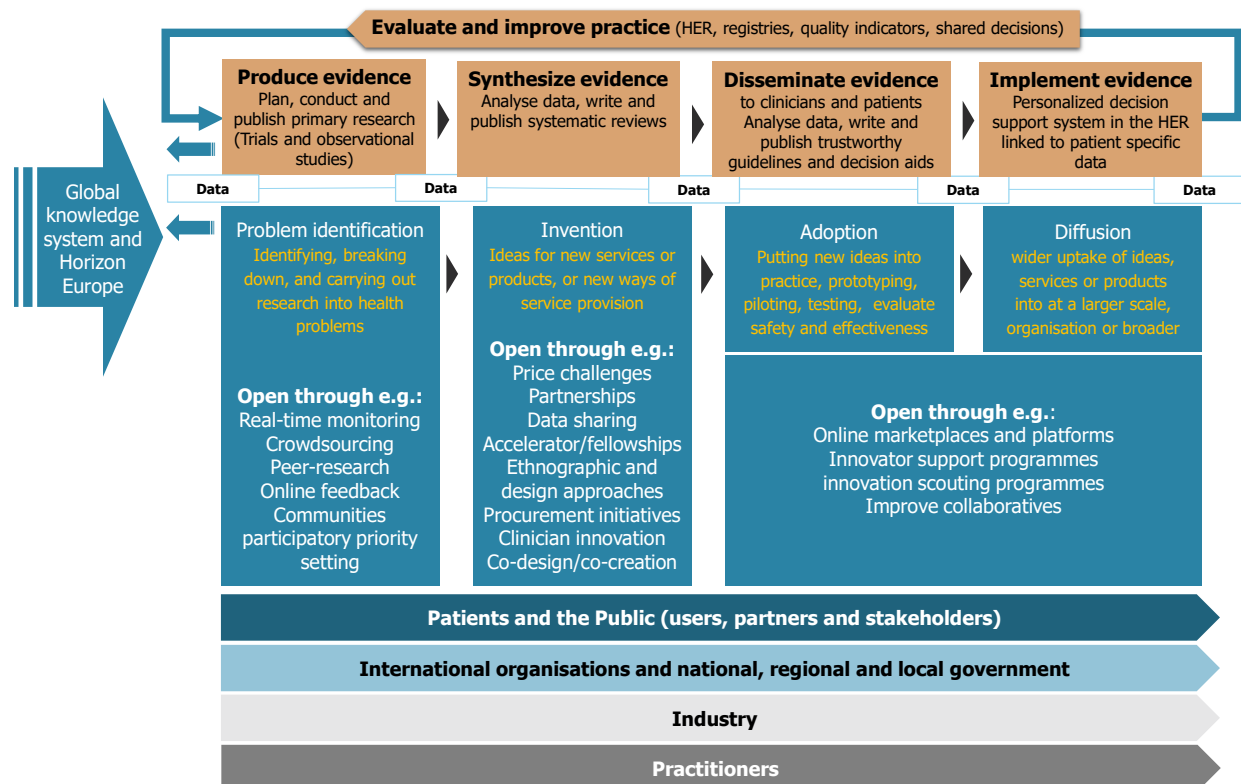 Evaluate and improve practice (HER, registries, quality indicators, shared decisions)
Produce evidence
Plan, conduct and
publish primary research
(Trials and observational
studies)
Synthesize evidence
Analyse data, write and
publish systematic reviews
Disseminate evidence
to clinicians and patients
Analyse data, write and
publish trustworthy
guidelines and decision aids
Implement evidence
Personalized decision
support system in the HER
linked to patient specific
data
Global
knowledge
system and
Horizon
Europe
Data
Data
Data
Data
Data
Problem identification
Identifying, breaking
down, and carrying out
research into health
problems
Open through e.g.:
Real-time monitoring
Crowdsourcing
Peer-research
Online feedback
Communities
participatory priority
setting
Invention
Ideas for new services or
products, or new ways of
service provision
Open through e.g.:
Price challenges
Partnerships
Data sharing
Accelerator/fellowships
Ethnographic and
design approaches
Procurement initiatives
Clinician innovation
Co-design/co-creation
Adoption
Putting new ideas into
practice, prototyping,
piloting, testing, evaluate
safety and effectiveness
Diffusion
wider uptake of ideas,
services or products
into at a larger scale,
organisation or broader
Open through e.g.:
Online marketplaces and platforms
Innovator support programmes
innovation scouting programmes
Improve collaboratives
Patients and the Public (users, partners and stakeholders)
International organisations and national, regional and local government
Industry
Practitioners